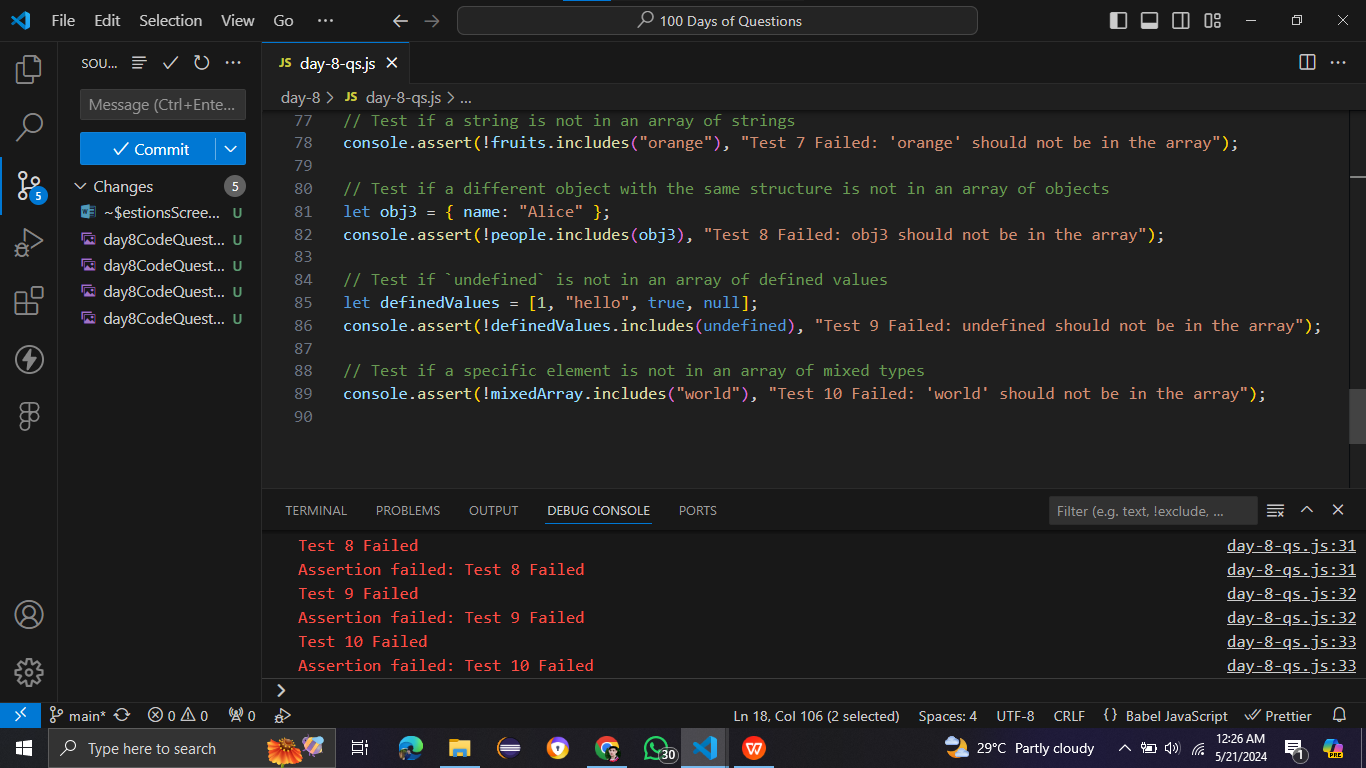 File Edit Selection View Go ··· 100 Days of Questions
SOU...
Message (Ctrl+Ente...
Commit
Changes 5
~$estionsScree... U
day8CodeQuest... U
day8CodeQuest... U
day8CodeQuest... U
day8CodeQuest... U
5
JS day-8-qs.js
day-8 > JS day-8-qs.js > ...
77 // Test if a string is not in an array of strings
78 console.assert(!fruits.includes("orange"), "Test 7 Failed: 'orange' should not be in the array");
79
80 // Test if a different object with the same structure is not in an array of objects
81 let obj3 = { name: "Alice" };
82 console.assert(!people.includes(obj3), "Test 8 Failed: obj3 should not be in the array");
83
84 // Test if `undefined` is not in an array of defined values
85 let definedValues = [1, "hello", true, null];
86 console.assert(!definedValues.includes(undefined), "Test 9 Failed: undefined should not be in the array");
87
88 // Test if a specific element is not in an array of mixed types
89 console.assert(!mixedArray.includes("world"), "Test 10 Failed: 'world' should not be in the array");
90
TERMINAL PROBLEMS OUTPUT DEBUG CONSOLE PORTS Filter (e.g. text, !exclude, ...
Test 8 Failed day-8-qs.js:31
Assertion failed: Test 8 Failed day-8-qs.js:31
Test 9 Failed day-8-qs.js:32
Assertion failed: Test 9 Failed day-8-qs.js:32
Test 10 Failed day-8-qs.js:33
Assertion failed: Test 10 Failed day-8-qs.js:33
>
main* 0 0 0 Ln 18, Col 106 (2 selected) Spaces: 4 UTF-8 CRLF {} Babel JavaScript Prettier
Type here to search 30 29°C Partly cloudy 12:26 AM 1 PRE
5/21/2024